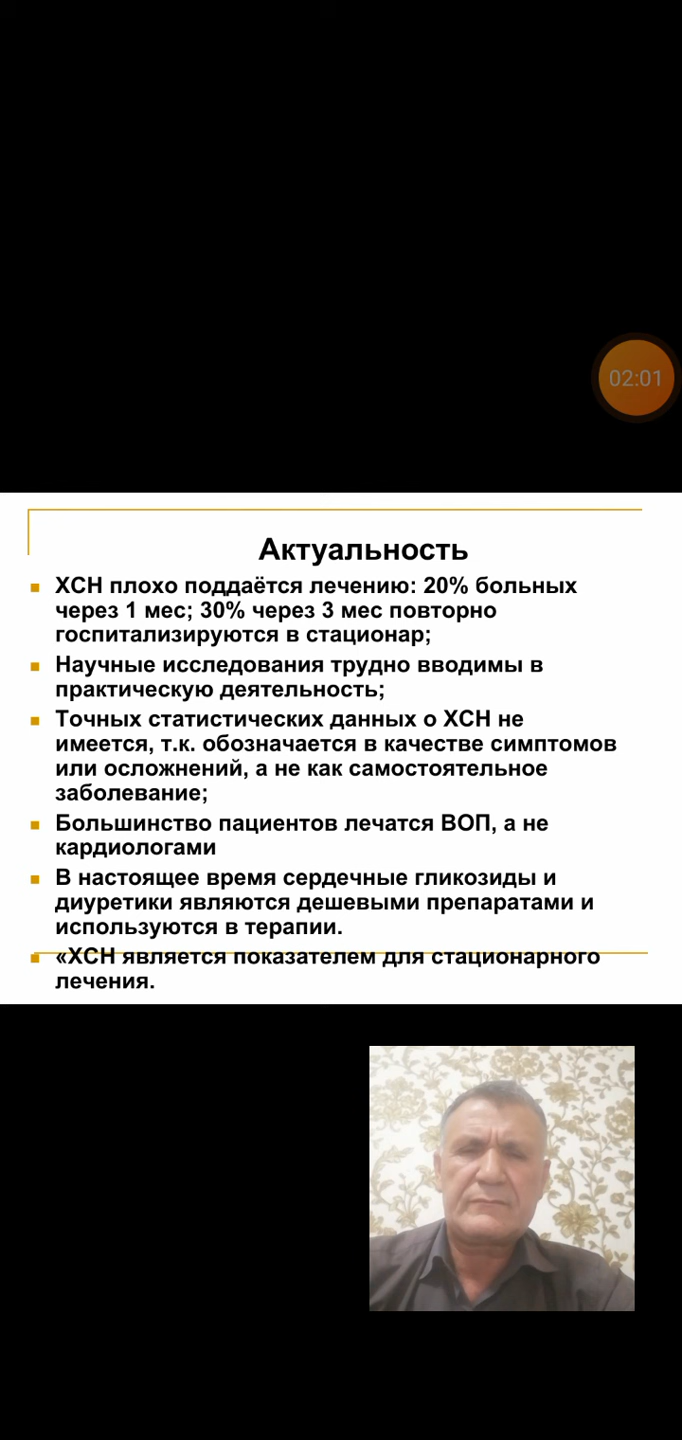 02:01
Актуальность
ХСН плохо поддаётся лечению: 20% больных
через 1 мес; 30% через 3 мес повторно
госпитализируются в стационар;
Научные исследования трудно вводимы в
практическую деятельность;
Точных статистических данных о ХСН не
имеется, т.к. обозначается в качестве симптомов
или осложнений, а не как самостоятельное
заболевание;
Большинство пациентов лечатся ВОП, а не
кардиологами
В настоящее время сердечные гликозиды и
диуретики являются дешевыми препаратами и
используются в терапии.
«ХСН является показателем для стационарного
лечения.